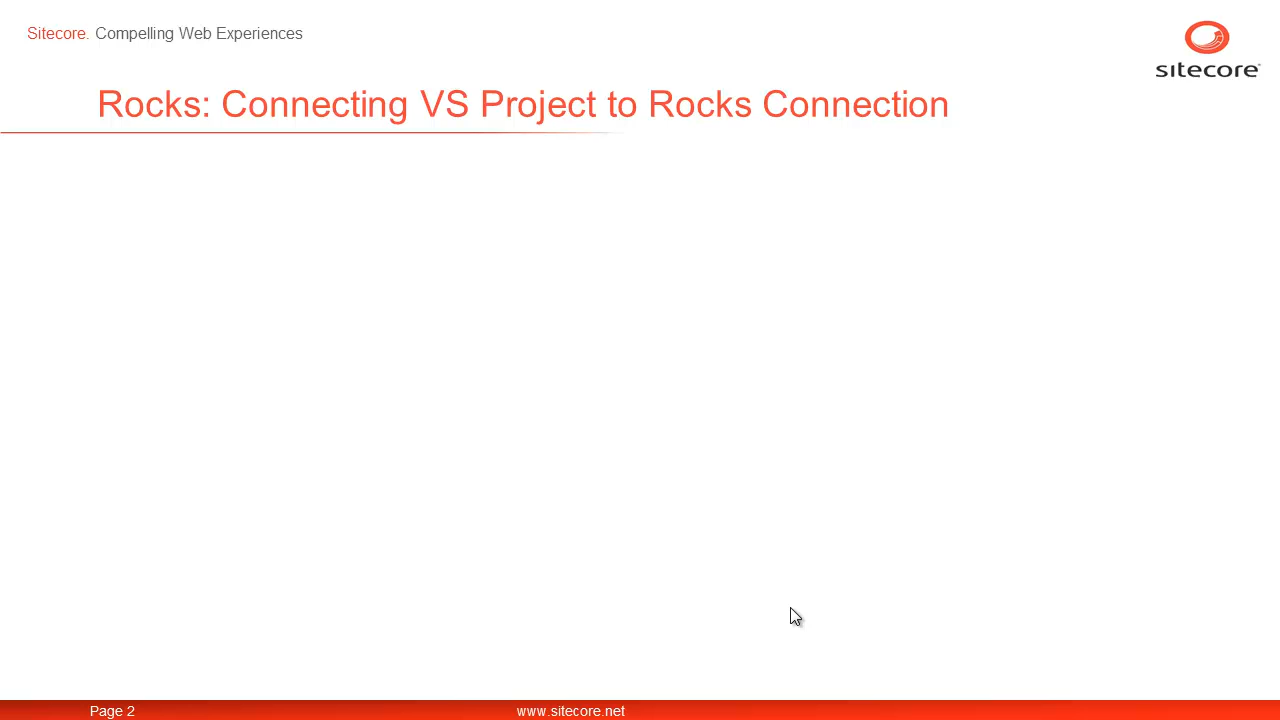 Sitecore. Compelling Web Experiences
sitecore
Rocks: Connecting VS Project to Rocks Connection
Page 2
www.sitecore.net